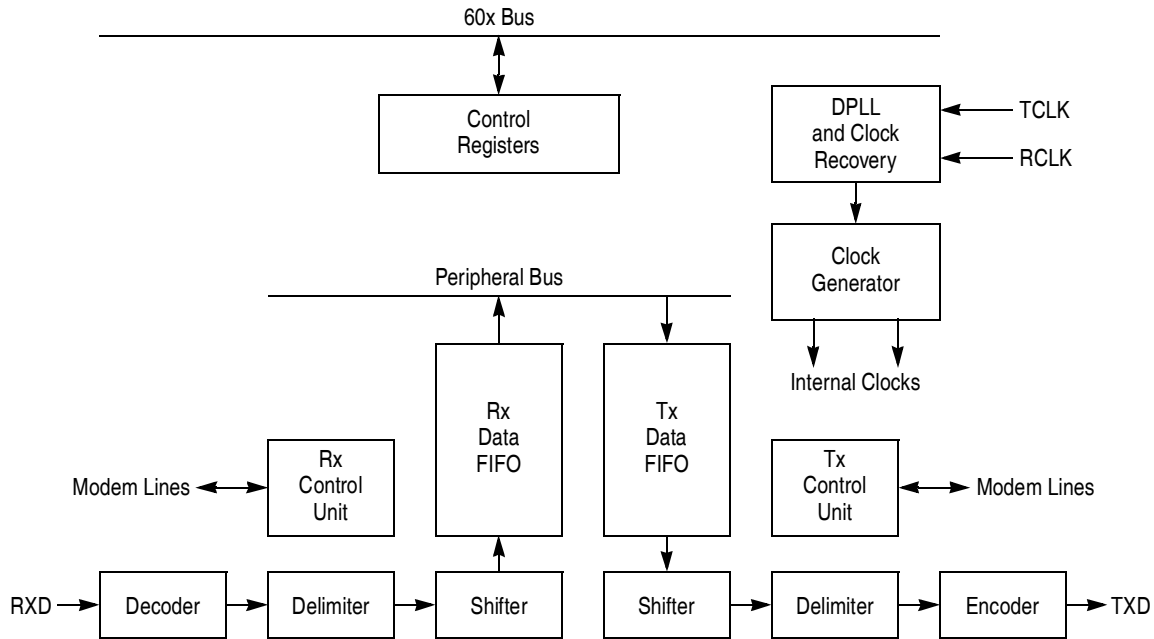 60x Bus
Control
Registers
DPLL
and Clock
Recovery
TCLK
RCLK
Clock
Generator
Internal Clocks
Peripheral Bus
Rx
Data
FIFO
Tx
Data
FIFO
Modem Lines
Rx
Control
Unit
Tx
Control
Unit
Modem Lines
RXD
Decoder
Delimiter
Shifter
Shifter
Delimiter
Encoder
TXD